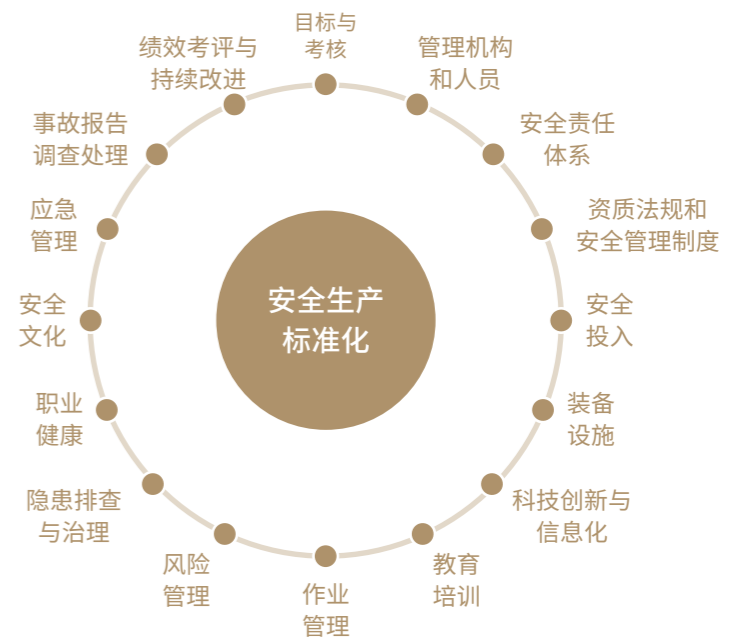 目标与
考核
管理机构
和人员
安全责任
体系
资质法规和
安全管理制度
安全
投入
装备
设施
科技创新与
信息化
教育
培训
作业
管理
风险
管理
隐患排查
与治理
职业
健康
安全
文化
应急
管理
事故报告
调查处理
绩效考评与
持续改进
安全生产
标准化